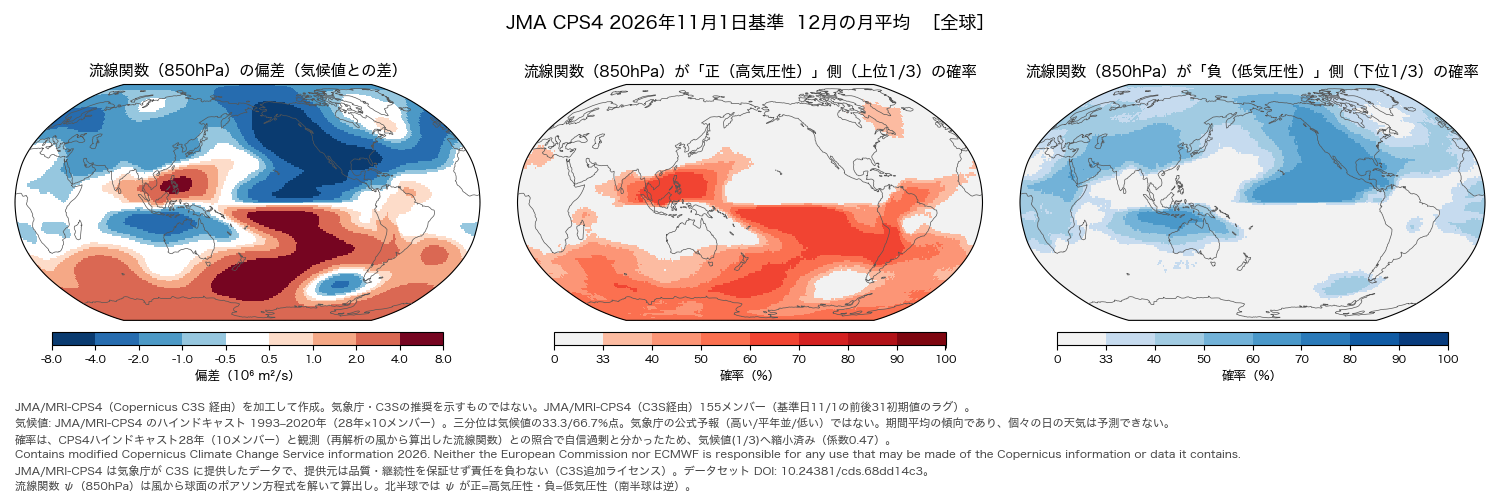 JMA CPS4 2026年11月1日基準 12月の月平均 ［全球］
流線関数（850hPa）の偏差（気候値との差）
流線関数（850hPa）が「正（高気圧性）」側（上位1/3）の確率
流線関数（850hPa）が「負（低気圧性）」側（下位1/3）の確率
-8.0 -4.0 -2.0 -1.0 -0.5 0.5 1.0 2.0 4.0 8.0
偏差（10⁶ m²/s）
0 33 40 50 60 70 80 90 100
確率（%）
0 33 40 50 60 70 80 90 100
確率（%）
JMA/MRI-CPS4（Copernicus C3S 経由）を加工して作成。気象庁・C3Sの推奨を示すものではない。JMA/MRI-CPS4（C3S経由）155メンバー（基準日11/1の前後31初期値のラグ）。
気候値: JMA/MRI-CPS4 のハインドキャスト 1993–2020年（28年×10メンバー）。三分位は気候値の33.3/66.7%点。気象庁の公式予報（高い/平年並/低い）ではない。期間平均の傾向であり、個々の日の天気は予測できない。
確率は、CPS4ハインドキャスト28年（10メンバー）と観測（再解析の風から算出した流線関数）との照合で自信過剰と分かったため、気候値(1/3)へ縮小済み（係数0.47）。
Contains modified Copernicus Climate Change Service information 2026. Neither the European Commission nor ECMWF is responsible for any use that may be made of the Copernicus information or data it contains.
JMA/MRI-CPS4 は気象庁が C3S に提供したデータで、提供元は品質・継続性を保証せず責任を負わない（C3S追加ライセンス）。データセット DOI: 10.24381/cds.68dd14c3。
流線関数 ψ（850hPa）は風から球面のポアソン方程式を解いて算出し。北半球では ψ が正=高気圧性・負=低気圧性（南半球は逆）。